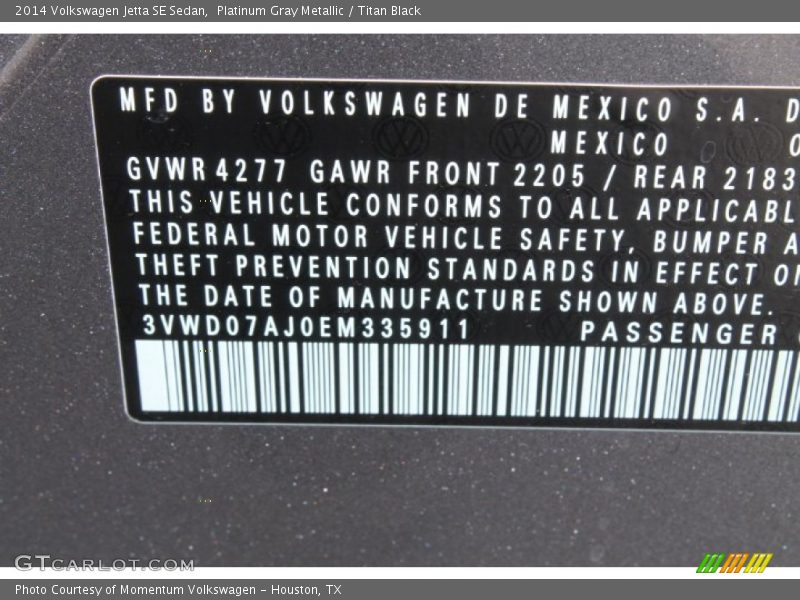 2014 Volkswagen Jetta SE Sedan,  Platinum Gray Metallic / Titan Black
MFD BY VOLKSWAGEN DE MEXICO S.A. D
MEXICO
GVWR 4277 GAWR FRONT 2205 / REAR 2183
THIS VEHICLE CONFORMS TO ALL APPLICABL
FEDERAL MOTOR VEHICLE SAFETY, BUMPER A
THEFT PREVENTION STANDARDS IN EFFECT ON
THE DATE OF MANUFACTURE SHOWN ABOVE.
3VWD07AJ0EM335911 PASSENGER
GTCARLOT.COM
Photo Courtesy of Momentum Volkswagen - Houston, TX